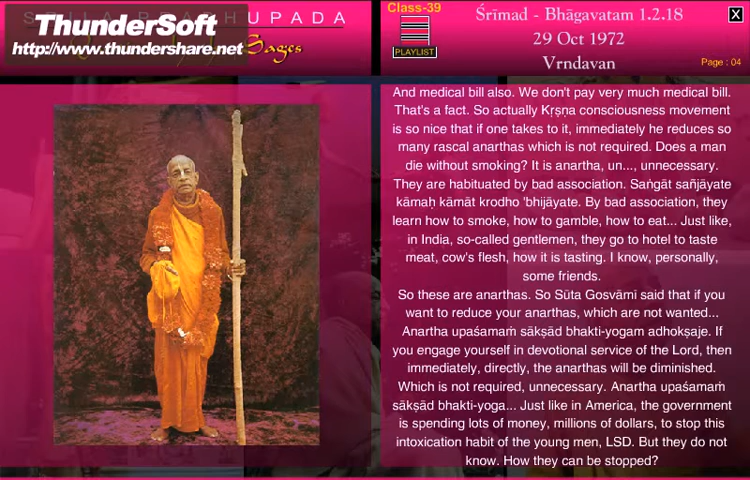 ThunderSoft
http://www.thundershare.net
HUPADA
Sages
Class-39
PLAYLIST
Śrīmad - Bhāgavatam 1.2.18
29 Oct 1972
Vrndavan
X
Page : 04
And medical bill also. We don't pay very much medical bill.
That's a fact. So actually Kṛṣṇa consciousness movement
is so nice that if one takes to it, immediately he reduces so
many rascal anarthas which is not required. Does a man
die without smoking? It is anartha, un..., unnecessary.
They are habituated by bad association. Saṅgāt sañjāyate
kāmaḥ kāmāt krodho 'bhijāyate. By bad association, they
learn how to smoke, how to gamble, how to eat... Just like,
in India, so-called gentlemen, they go to hotel to taste
meat, cow's flesh, how it is tasting. I know, personally,
some friends.
So these are anarthas. So Sūta Gosvāmī said that if you
want to reduce your anarthas, which are not wanted...
Anartha upaśamaṁ sākṣād bhakti-yogam adhokṣaje. If
you engage yourself in devotional service of the Lord, then
immediately, directly, the anarthas will be diminished.
Which is not required, unnecessary. Anartha upaśamaṁ
sākṣād bhakti-yoga... Just like in America, the government
is spending lots of money, millions of dollars, to stop this
intoxication habit of the young men, LSD. But they do not
know. How they can be stopped?